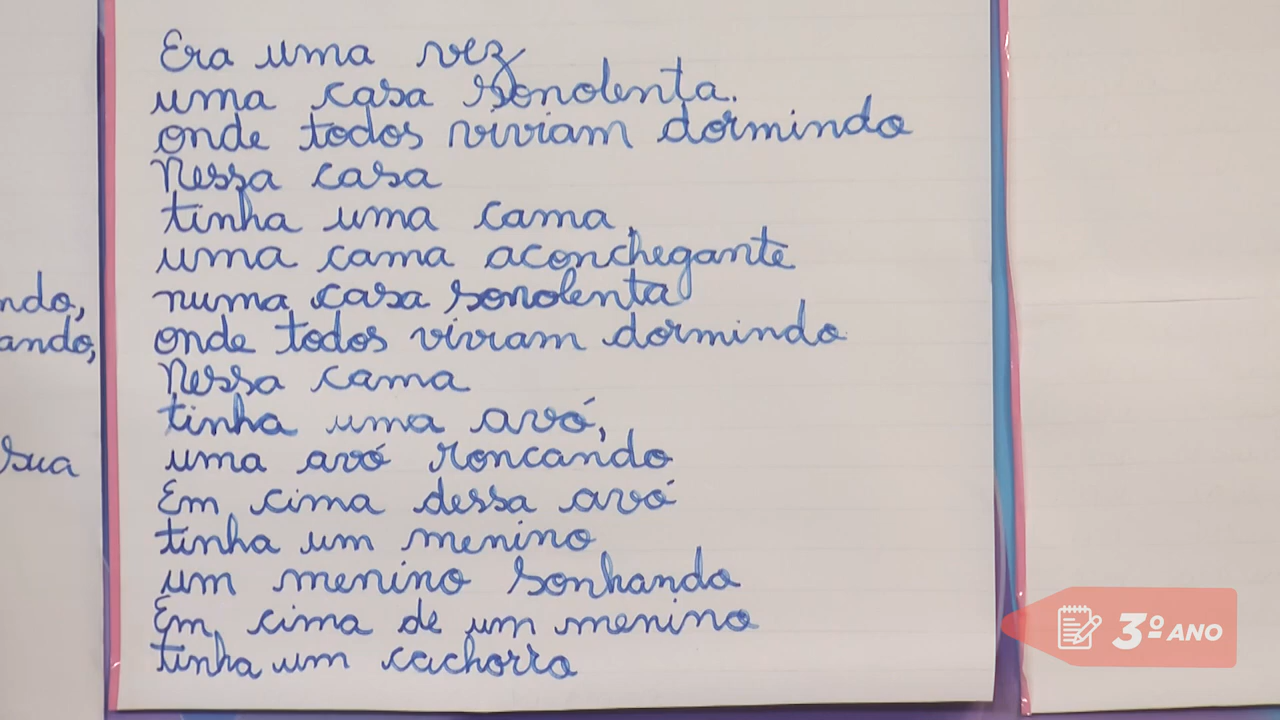 Era uma vez
uma casa sonolenta.
onde todos viviam dormindo
Nessa casa
tinha uma cama,
uma cama aconchegante
numa casa sonolenta
onde todos viviam dormindo
Nessa cama
tinha uma avó,
uma avó roncando
Em cima dessa avó
tinha um menino
um menino sonhando
Em cima de um menino
tinha um cachorro
ndo,
ando,
sua
3º ANO